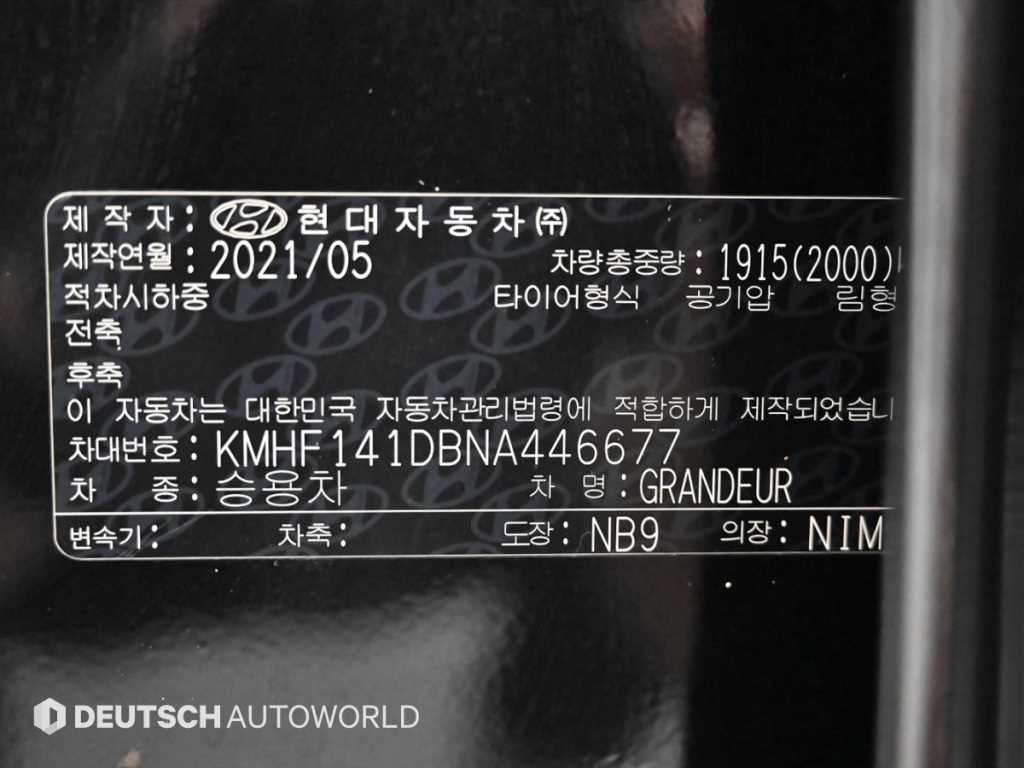 제 작 자 : 현 대 자 동 차 ㈜
제작연월 : 2021/05 차량총중량 : 1915(2000)
적차시하중 타이어형식 공기압 림형
전축
후축
이 자동차는 대한민국 자동차관리법령에 적합하게 제작되었습니
차대번호 : KMHF141DBNA446677
차 종 : 승용차 차 명 : GRANDEUR
변속기 : 차축 : 도장 : NB9 의장 : NIM
DEUTSCH AUTOWORLD